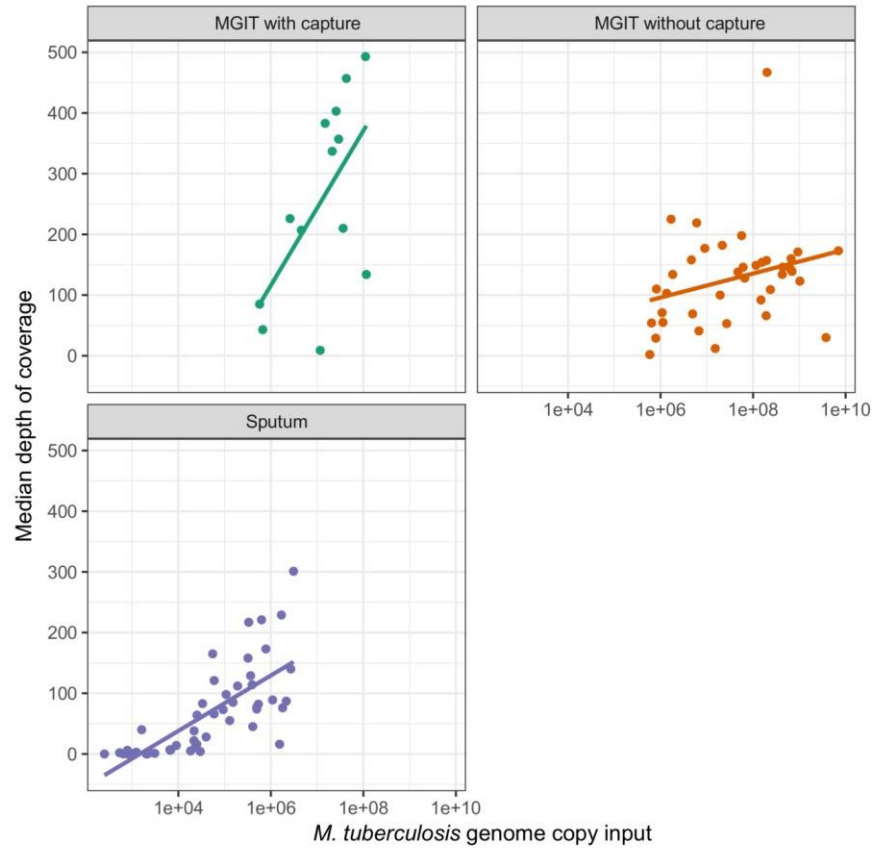 MGIT with capture
MGIT without capture
500
400
300
200
100
0
1e+04 1e+06 1e+08 1e+10
Sputum
500
400
300
200
100
0
1e+04 1e+06 1e+08 1e+10
Median depth of coverage
M. tuberculosis genome copy input